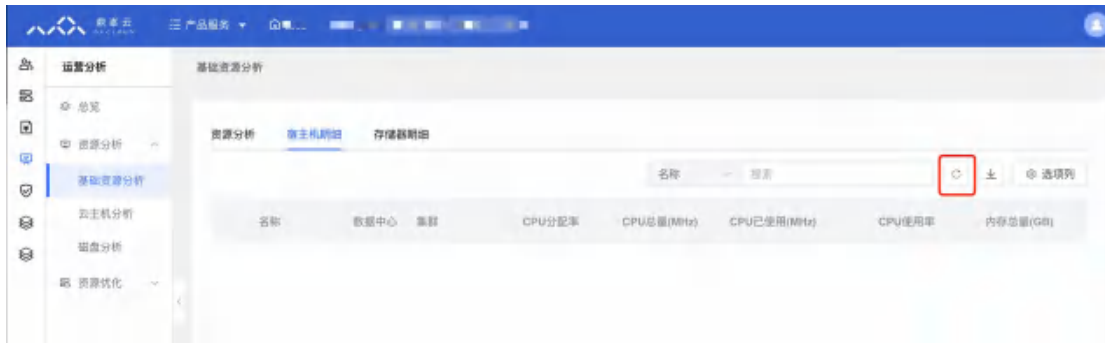 产品服务
运营分析
基础资源分析
总览
资源分析
基础资源分析
云主机分析
磁盘分析
资源优化
资源分析 宿主机明细 存储器明细
名称 搜索 选项列
名称 数据中心 集群 CPU分配率 CPU总量(MHz) CPU已使用(MHz) CPU使用率 内存总量(GB)